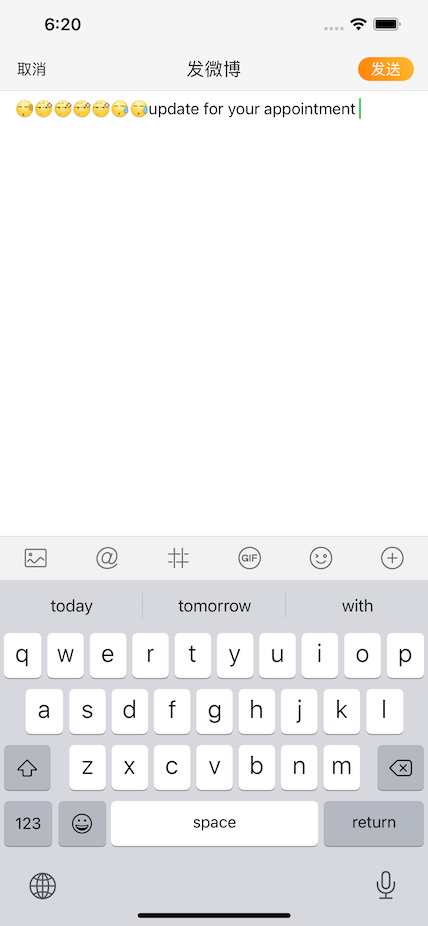 6:20
取消 发微博 发送
update for your appointment
GIF
today tomorrow with
q w e r t y u i o p
a s d f g h j k l
z x c v b n m
123 space return